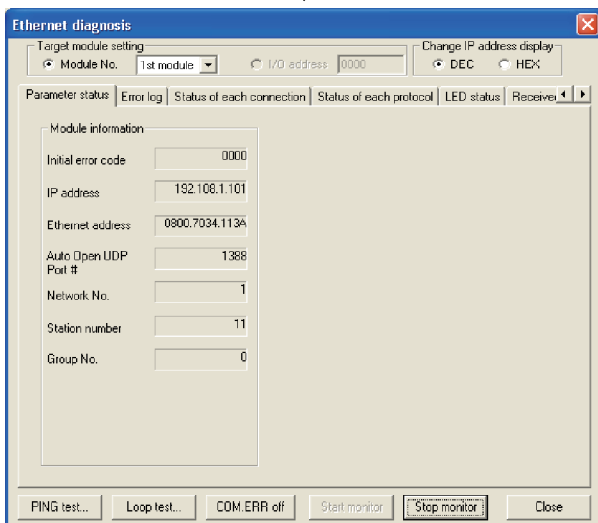 Ethernet diagnosis
Target module setting
Module No. 1st module I/O address 0000
Change IP address display
DEC HEX
Parameter status Error log Status of each connection Status of each protocol LED status Receive
Module information
Initial error code 0000
IP address 192.108.1.101
Ethernet address 0800.7034.113A
Auto Open UDP
Port # 1388
Network No. 1
Station number 11
Group No. 0
PING test... Loop test... COM.ERR off Start monitor Stop monitor Close